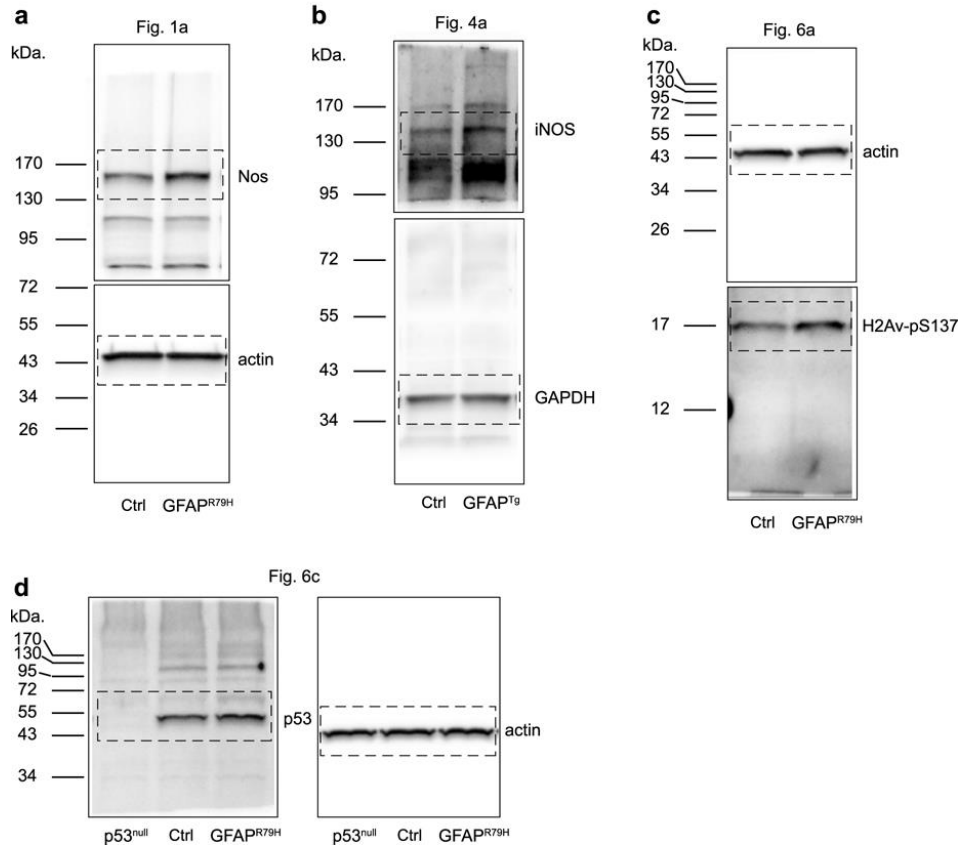 a
Fig. 1a
kDa.
170
130
95
72
55
43
34
26
Nos
actin
Ctrl GFAPR79H
b
Fig. 4a
kDa.
170
130
95
72
55
43
34
iNOS
GAPDH
Ctrl GFAPTg
c
Fig. 6a
kDa.
170
130
95
72
55
43
34
26
17
12
actin
H2Av-pS137
Ctrl GFAPR79H
d
Fig. 6c
kDa.
170
130
95
72
55
43
34
p53
actin
p53null Ctrl GFAPR79H
p53null Ctrl GFAPR79H